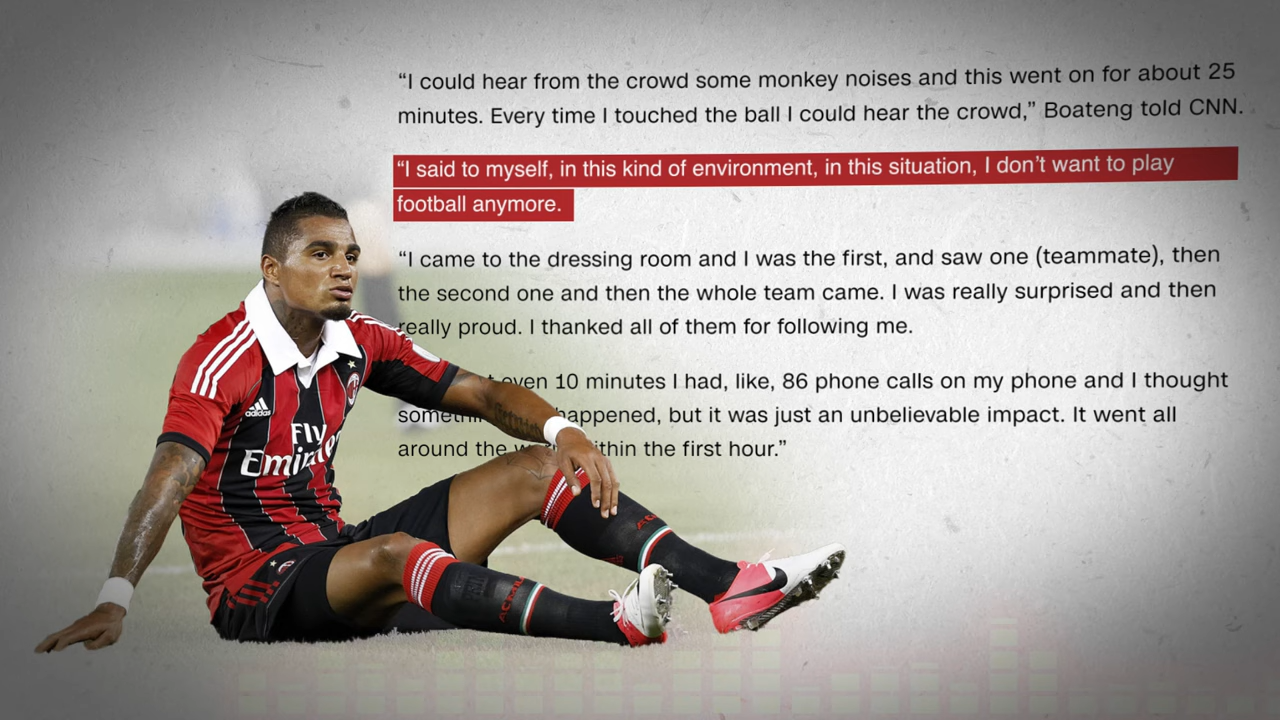 “I could hear from the crowd some monkey noises and this went on for about 25
minutes. Every time I touched the ball I could hear the crowd,” Boateng told CNN.
“I said to myself, in this kind of environment, in this situation, I don’t want to play
football anymore.
“I came to the dressing room and I was the first, and saw one (teammate), then
the second one and then the whole team came. I was really surprised and then
really proud. I thanked all of them for following me.
even 10 minutes I had, like, 86 phone calls on my phone and I thought
happened, but it was just an unbelievable impact. It went all
around the within the first hour.”
adidas
Fly
Emirates